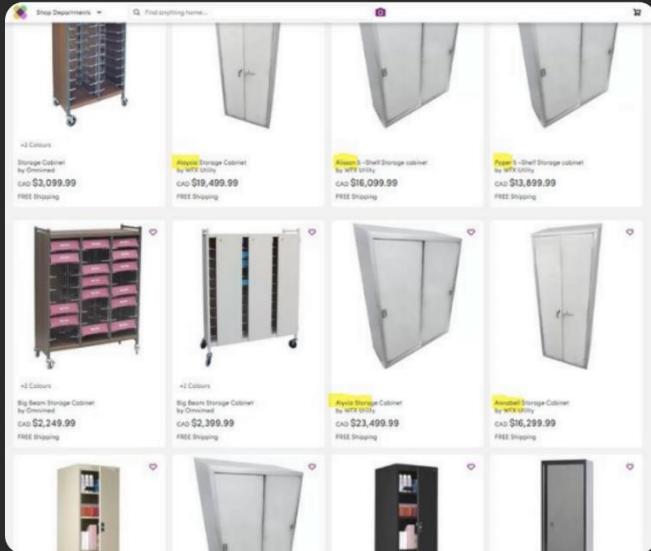 Shop Departments
Find anything home...
+2 Colours
Storage Cabinet
by Omnimed
CAD $3,099.99
FREE Shipping
Aloycia Storage Cabinet
by WFX Utility
CAD $19,499.99
FREE Shipping
Alison 5 -Shelf Storage cabinet
by WFX Utility
CAD $16,099.99
FREE Shipping
Piper 5 -Shelf Storage cabinet
by WFX Utility
CAD $13,899.99
FREE Shipping
+2 Colours
Big Beam Storage Cabinet
by Omnimed
CAD $2,249.99
FREE Shipping
+2 Colours
Big Beam Storage Cabinet
by Omnimed
CAD $2,399.99
FREE Shipping
Alyvia Storage Cabinet
by WFX Utility
CAD $23,499.99
FREE Shipping
Annabell Storage Cabinet
by WFX Utility
CAD $16,299.99
FREE Shipping